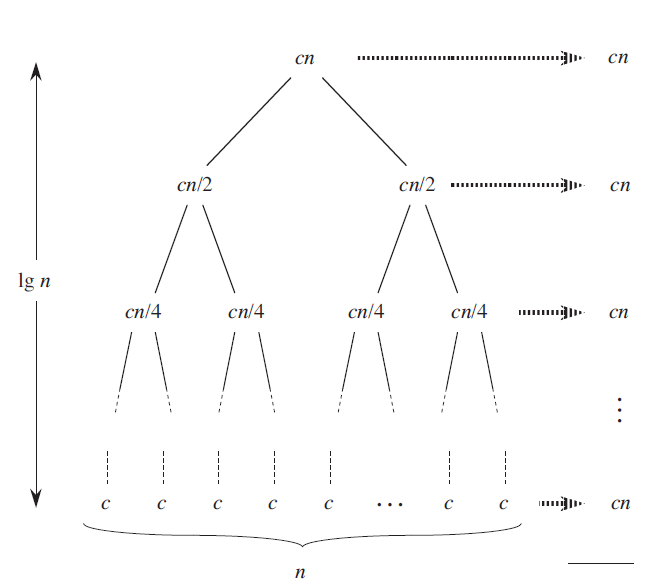 cn cn
cn/2 cn/2 cn
lg n
cn/4 cn/4 cn/4 cn/4 cn
⋮
c c c c c ⋯ c c cn
n